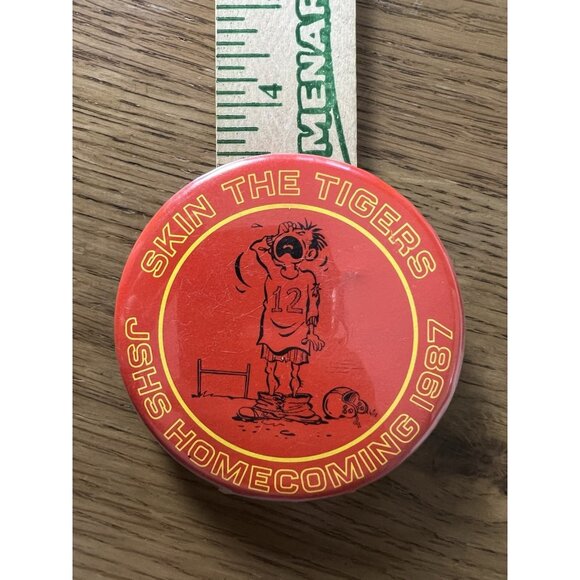 4
MENAR
SKIN THE TIGERS
12
JSHS HOMECOMING 1987